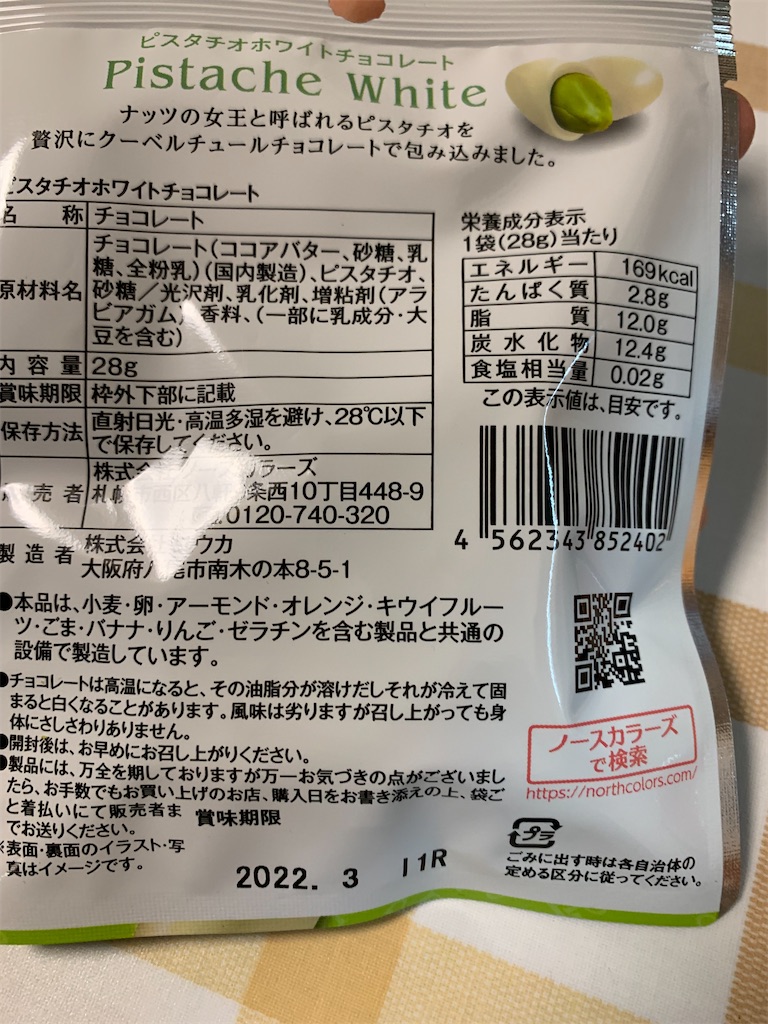 ピスタチオホワイトチョコレート
Pistache White
ナッツの女王と呼ばれるピスタチオを
贅沢にクーベルチュールチョコレートで包み込みました。
ピスタチオホワイトチョコレート
名称 チョコレート
原材料名 チョコレート(ココアバター、砂糖、乳
糖、全粉乳)(国内製造)、ピスタチオ、
砂糖/光沢剤、乳化剤、増粘剤(アラ
ビアガム)、香料、(一部に乳成分・大
豆を含む)
内容量 28g
賞味期限 枠外下部に記載
保存方法 直射日光・高温多湿を避け、28℃以下
で保存してください。
売者 株式 ラーズ
札幌市西区八軒 条西10丁目448-9
0120-740-320
製造者 株式会社 ウカ
大阪府八尾市南木の本8-5-1
●本品は、小麦・卵・アーモンド・オレンジ・キウイフルー
ツ・ごま・バナナ・りんご・ゼラチンを含む製品と共通の
設備で製造しています。
●チョコレートは高温になると、その油脂分が溶けだしそれが冷えて固
まると白くなることがあります。風味は劣りますが召し上がっても身
体にさしさわりありません。
●開封後は、お早めにお召し上がりください。
●製品には、万全を期しておりますが万一お気づきの点がございまし
たら、お手数でもお買い上げのお店、購入日をお書き添えの上、袋ご
と着払いにて販売者ま
でお送りください。
※表面・裏面のイラスト・写
真はイメージです。
賞味期限
2022. 3 11R
栄養成分表示
1袋(28g)当たり
エネルギー 169kcal
たんぱく質 2.8g
脂質 12.0g
炭水化物 12.4g
食塩相当量 0.02g
この表示値は、目安です。
4 562343 852402
ノースカラーズ
で検索
https://northcolors.com/
プラ
ごみに出す時は各自治体の
定める区分に従ってください。